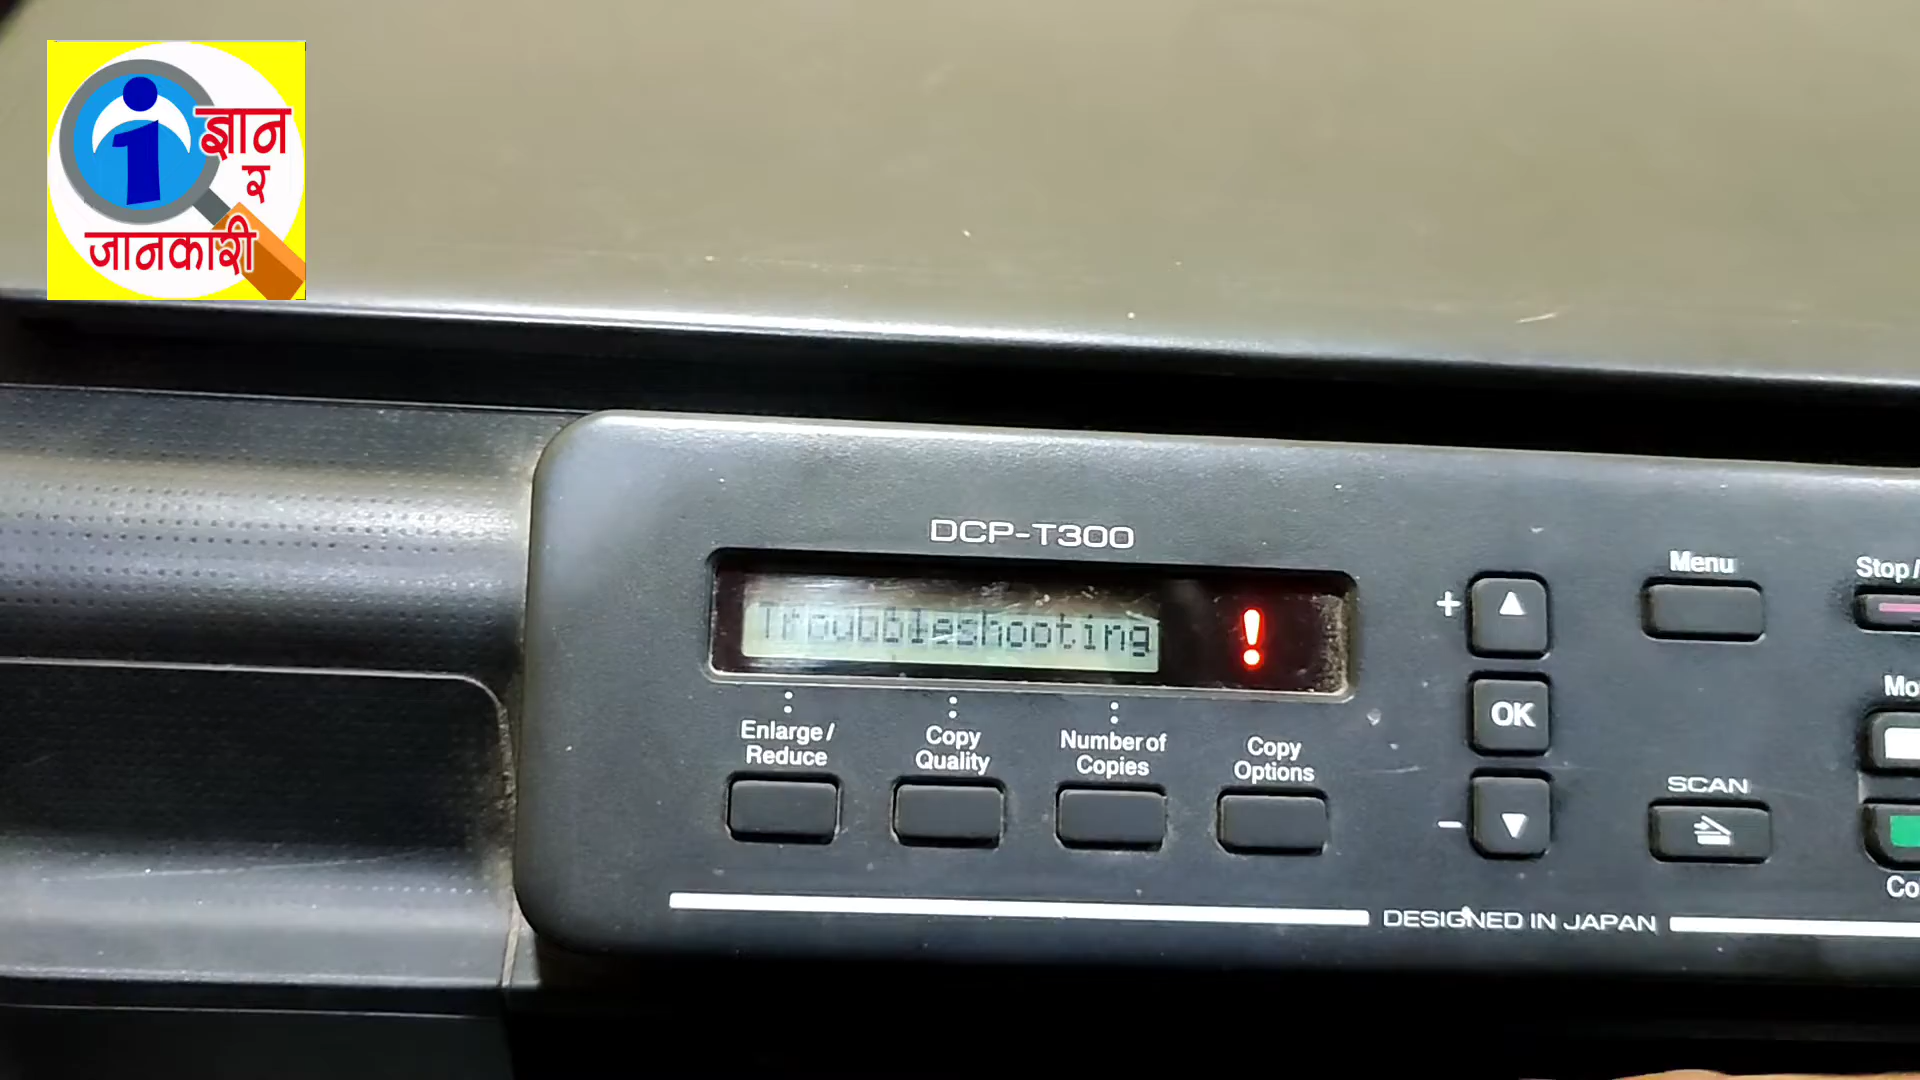 ज्ञान
र
जानकारी
DCP-T300
Troubbleshooting
Enlarge/
Reduce
Copy
Quality
Number of
Copies
Copy
Options
+
OK
–
Menu
Stop/
Mo
SCAN
Co
DESIGNED IN JAPAN